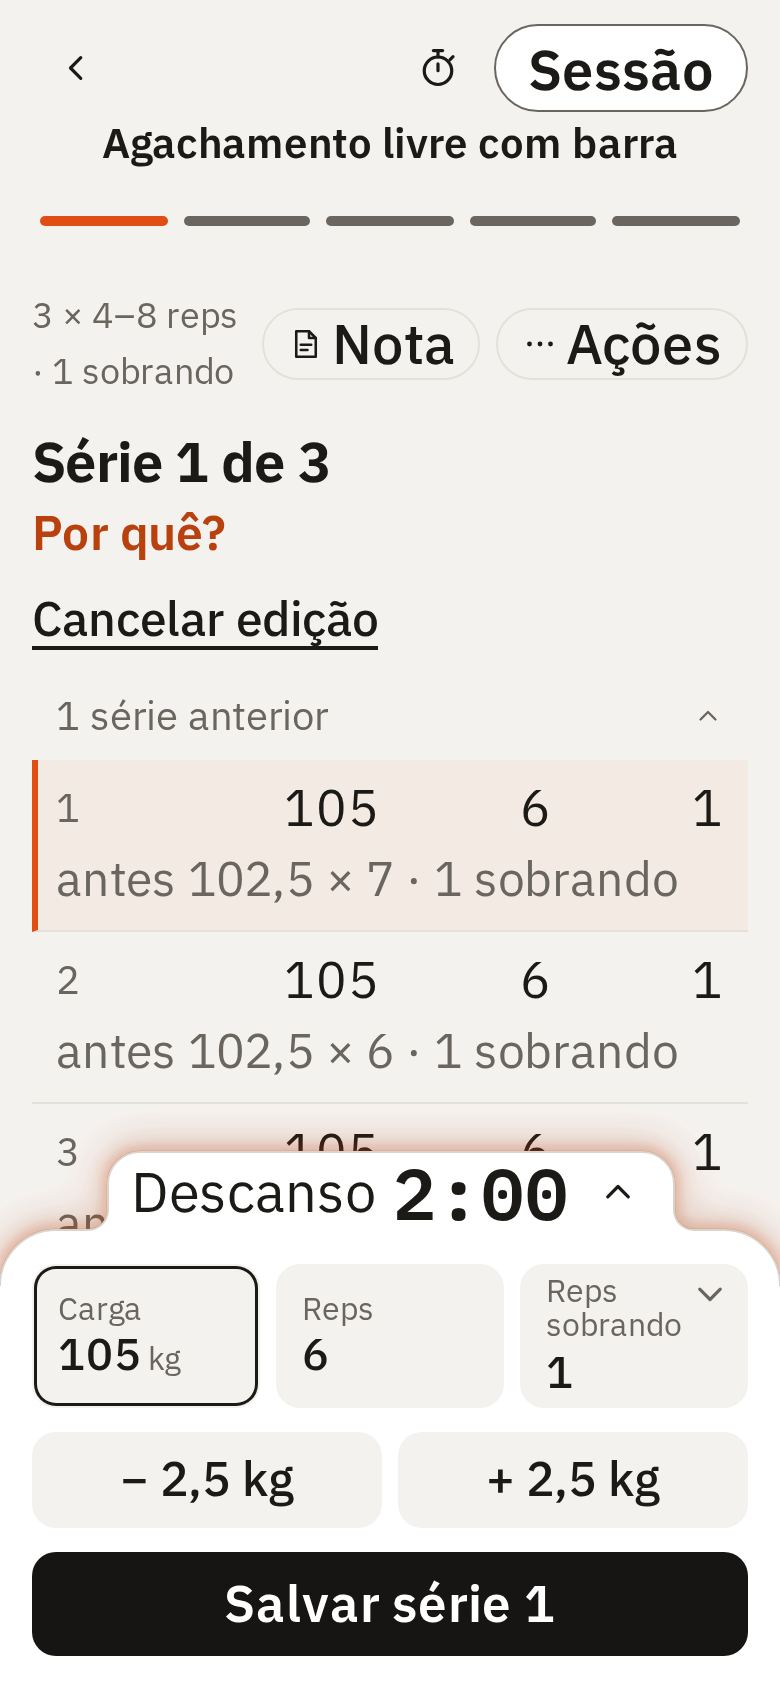 Sessão
Agachamento livre com barra
3 × 4–8 reps
· 1 sobrando
Nota
··· Ações
Série 1 de 3
Por quê?
Cancelar edição
1 série anterior
1 105 6 1
antes 102,5 × 7 · 1 sobrando
2 105 6 1
antes 102,5 × 6 · 1 sobrando
3 105 6 1
Descanso 2:00
Carga
105 kg
Reps
6
Reps
sobrando
1
– 2,5 kg
+ 2,5 kg
Salvar série 1